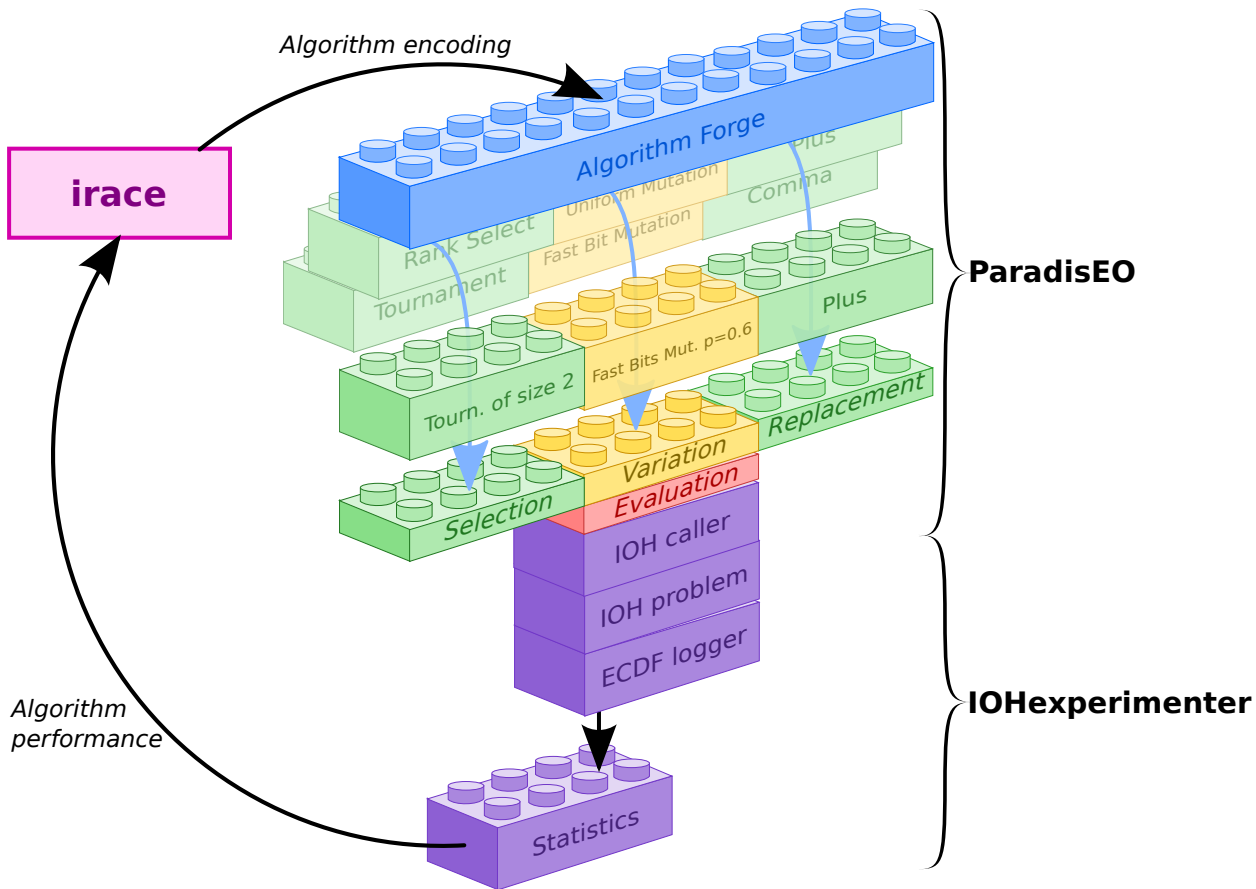 Algorithm encoding
irace
Algorithm Forge
Plus
Uniform Mutation
Rank Select
Comma
Fast Bit Mutation
Tournament
ParadisEO
Plus
Fast Bits Mut. p=0.6
Tourn. of size 2
Replacement
Variation
Selection
Evaluation
IOH caller
IOH problem
ECDF logger
IOHexperimenter
Algorithm
performance
Statistics